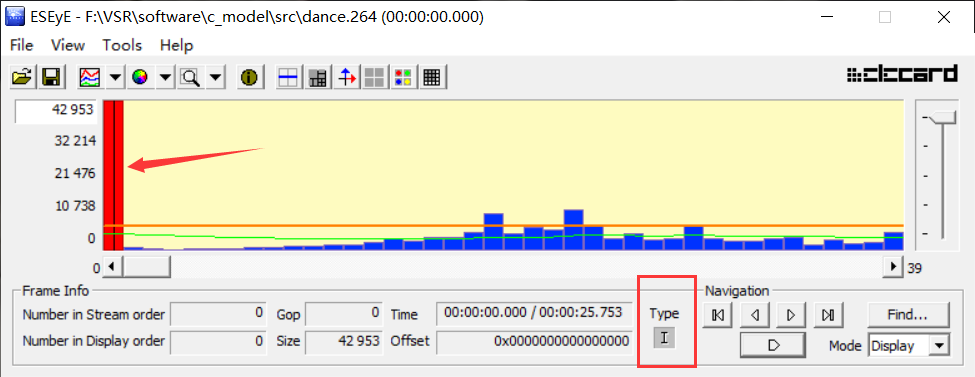 ESEyE - F:\VSR\software\c_model\src\dance.264 (00:00:00.000)
File View Tools Help
elecard
42 953
32 214
21 476
10 738
0
0 39
Frame Info Navigation
Number in Stream order 0 Gop 0 Time 00:00:00.000 / 00:00:25.753 Type Find...
Number in Display order 0 Size 42 953 Offset 0x0000000000000000 I Mode Display